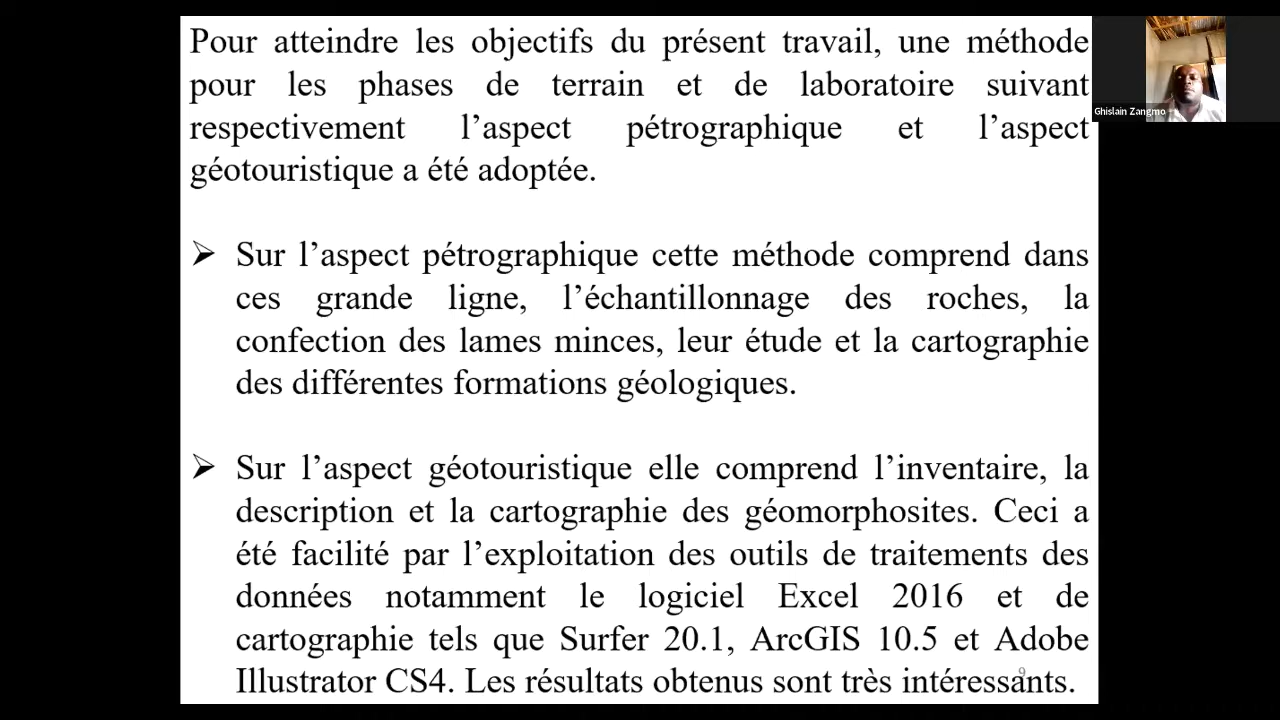 Pour atteindre les objectifs du présent travail, une méthode
pour les phases de terrain et de laboratoire suivant
respectivement l’aspect pétrographique et l’aspect
géotouristique a été adoptée.
➢ Sur l’aspect pétrographique cette méthode comprend dans
ces grande ligne, l’échantillonnage des roches, la
confection des lames minces, leur étude et la cartographie
des différentes formations géologiques.
➢ Sur l’aspect géotouristique elle comprend l’inventaire, la
description et la cartographie des géomorphosites. Ceci a
été facilité par l’exploitation des outils de traitements des
données notamment le logiciel Excel 2016 et de
cartographie tels que Surfer 20.1, ArcGIS 10.5 et Adobe
Illustrator CS4. Les résultats obtenus sont très intéressants.
9
Ghislain Zangmo